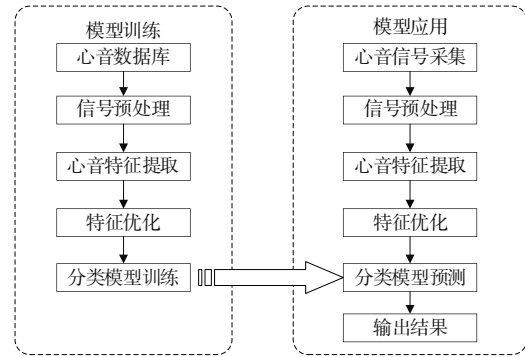 模型训练
心音数据库
信号预处理
心音特征提取
特征优化
分类模型训练
模型应用
心音信号采集
信号预处理
心音特征提取
特征优化
分类模型预测
输出结果